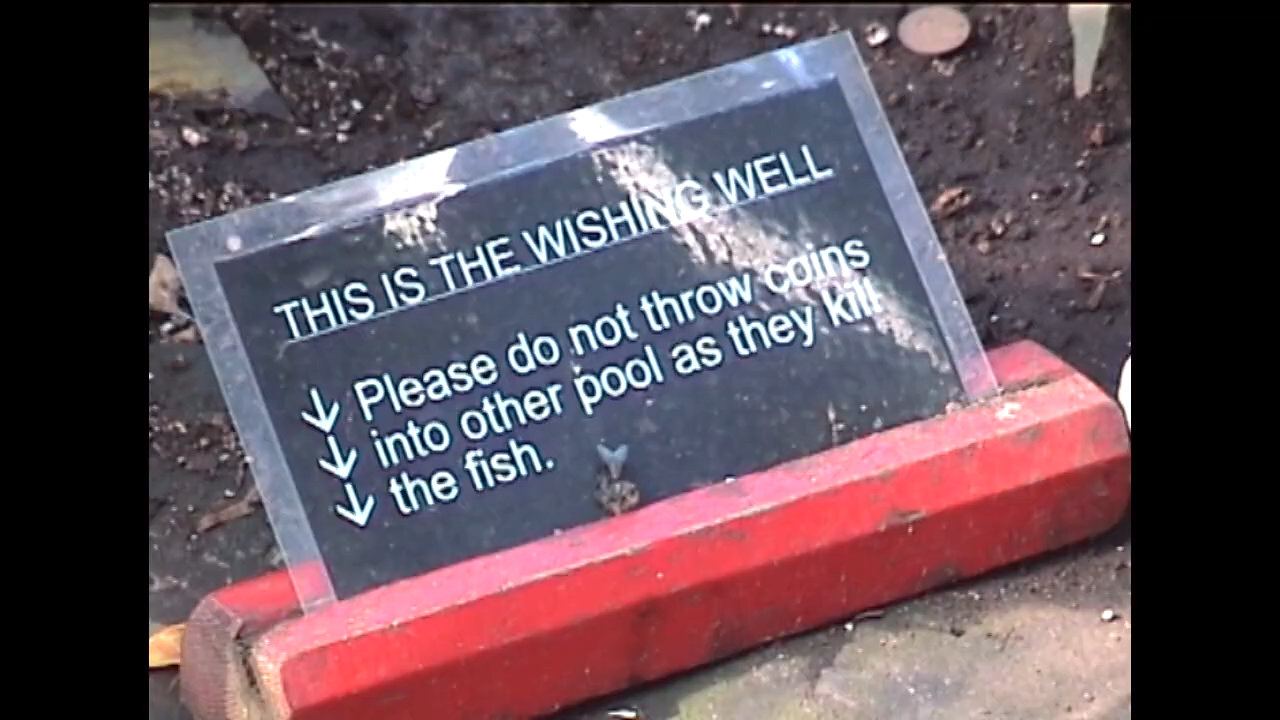 THIS IS THE WISHING WELL
↓ Please do not throw coins
↓ into other pool as they kill
↓ the fish.